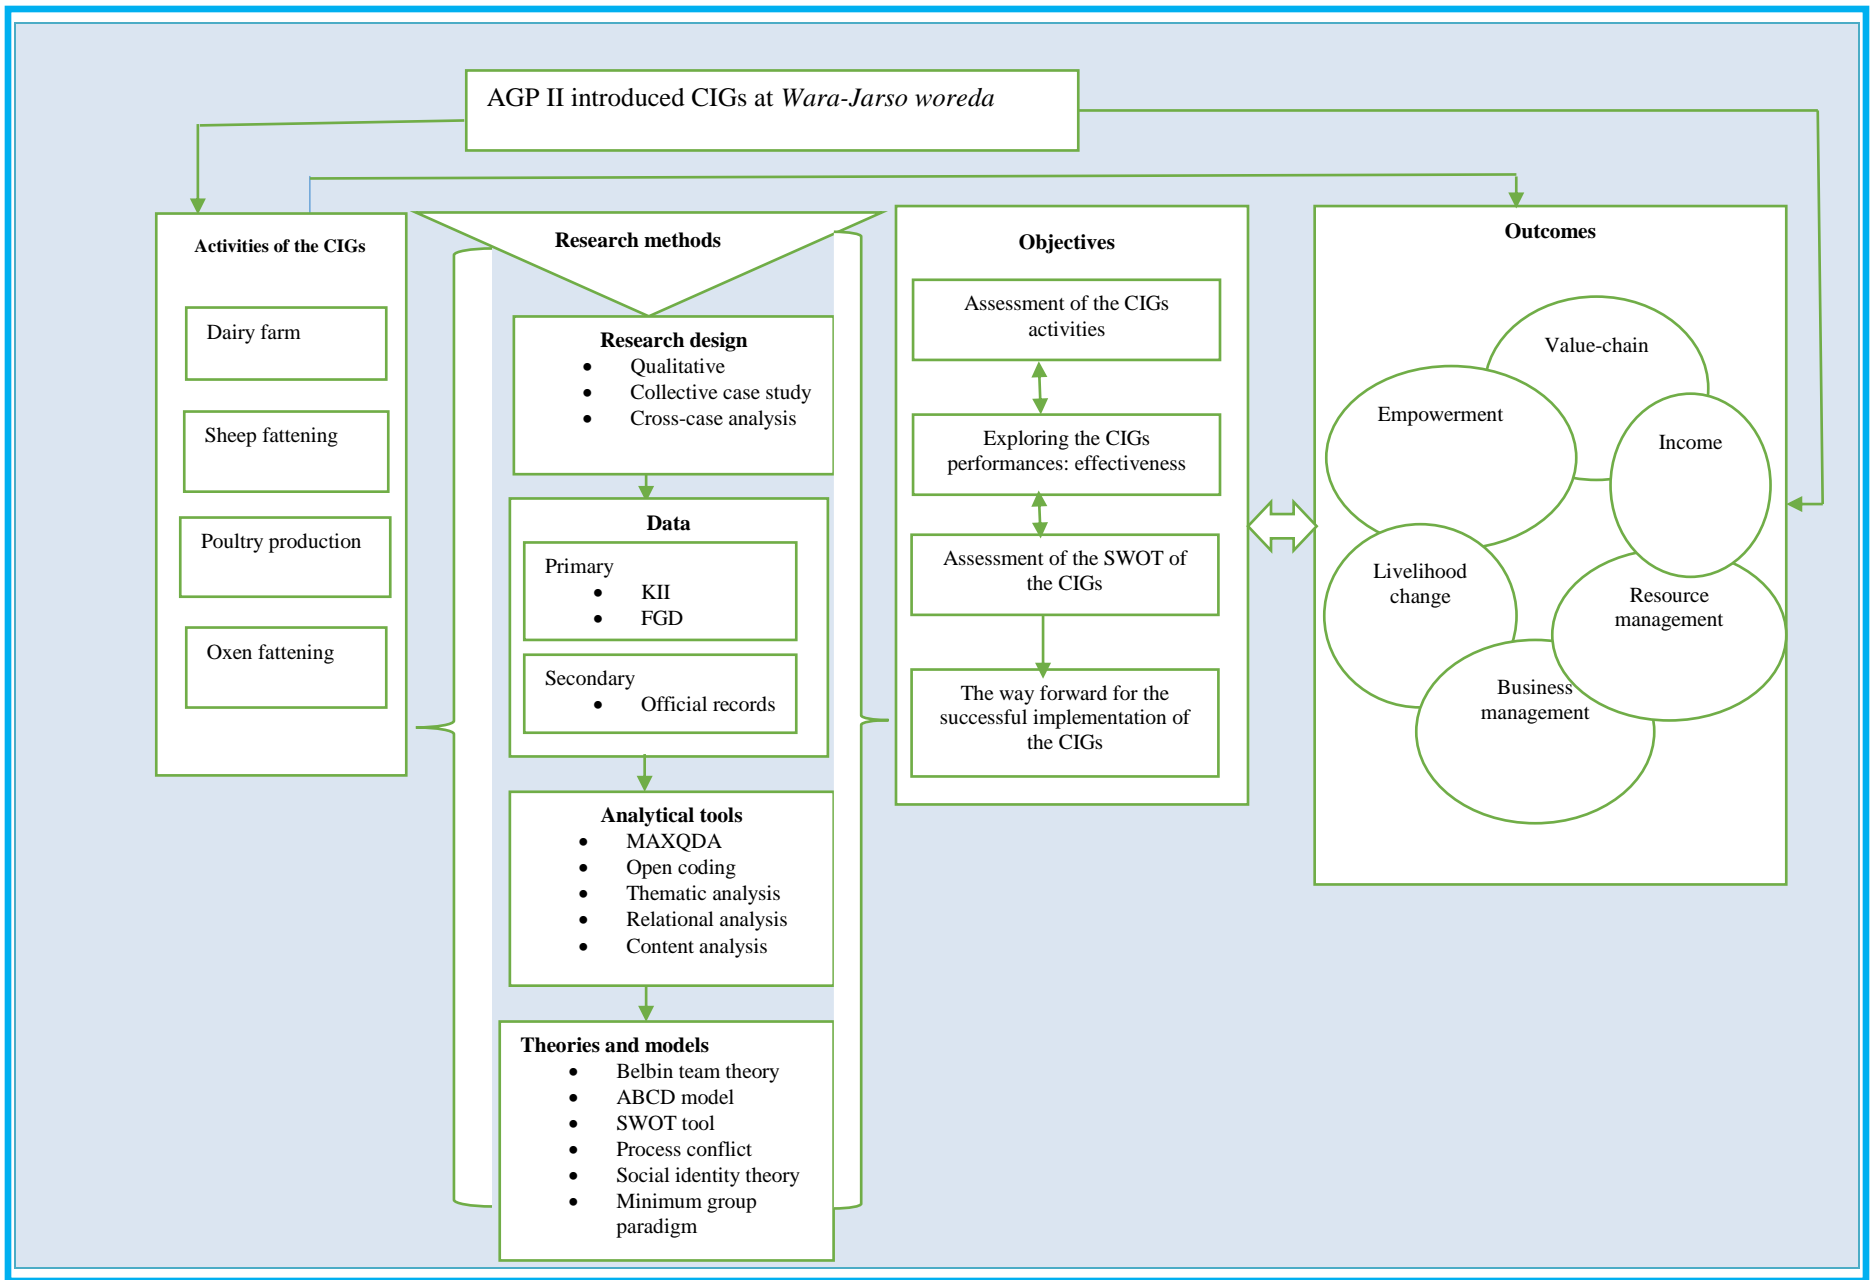 AGP II introduced CIGs at Wara-Jarso woreda
Activities of the CIGs
Dairy farm
Sheep fattening
Poultry production
Oxen fattening
Research methods
Research design
• Qualitative
• Collective case study
• Cross-case analysis
Data
Primary
• KII
• FGD
Secondary
• Official records
Analytical tools
• MAXQDA
• Open coding
• Thematic analysis
• Relational analysis
• Content analysis
Theories and models
• Belbin team theory
• ABCD model
• SWOT tool
• Process conflict
• Social identity theory
• Minimum group
paradigm
Objectives
Assessment of the CIGs
activities
Exploring the CIGs
performances: effectiveness
Assessment of the SWOT of
the CIGs
The way forward for the
successful implementation of
the CIGs
Outcomes
Value-chain
Empowerment
Income
Livelihood
change
Resource
management
Business
management